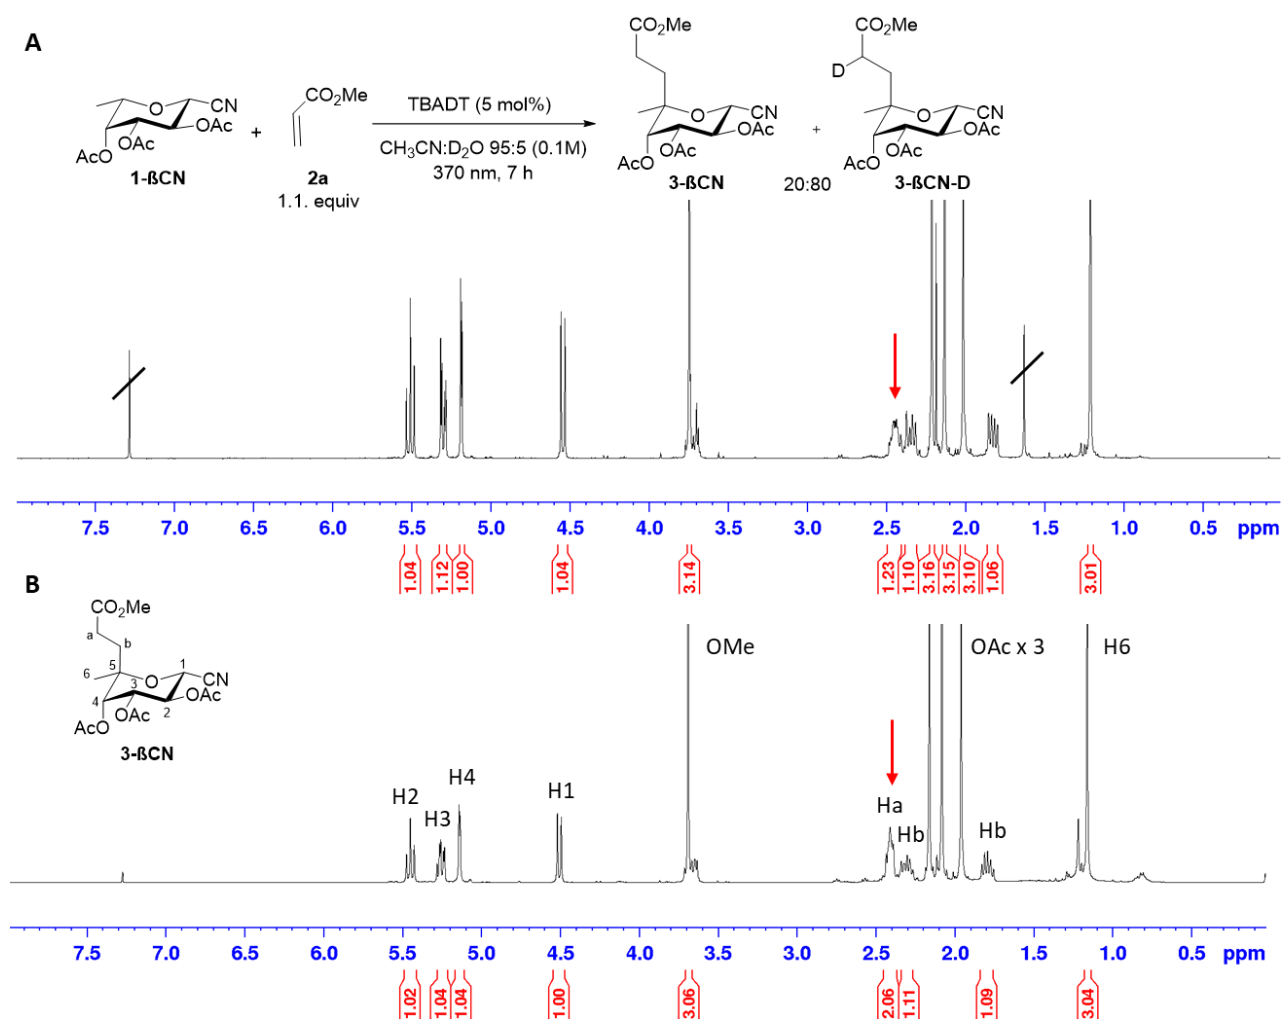 A
CO2Me
CO2Me
D
O
CN
OAc
OAc
AcO
1-ßCN
+
CO2Me
2a
1.1. equiv
TBADT (5 mol%)
CH3CN:D2O 95:5 (0.1M)
370 nm, 7 h
O
CN
OAc
OAc
AcO
3-ßCN
+
20:80
O
CN
OAc
OAc
AcO
3-ßCN-D
7.5 7.0 6.5 6.0 5.5 5.0 4.5 4.0 3.5 3.0 2.5 2.0 1.5 1.0 0.5 ppm
1.04 1.12 1.00 1.04 3.14 1.23 1.10 3.16 3.15 3.10 1.06 3.01
B
CO2Me
a
b
5
6
O
1
CN
3
4
OAc
2
OAc
AcO
3-ßCN
H2
H3
H4
H1
OMe
Ha
Hb
OAc x 3
Hb
H6
7.5 7.0 6.5 6.0 5.5 5.0 4.5 4.0 3.5 3.0 2.5 2.0 1.5 1.0 0.5 ppm
1.02 1.04 1.04 1.00 3.06 2.06 1.11 1.09 3.04